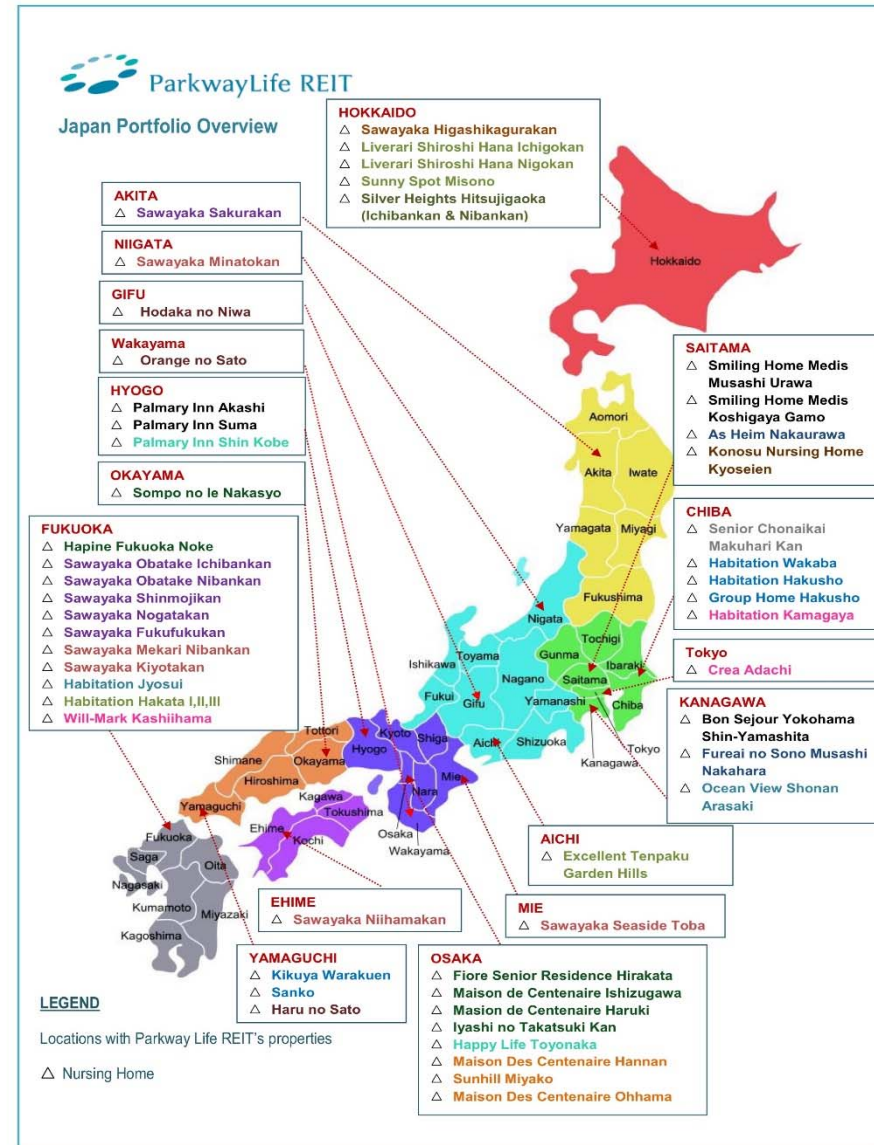 ParkwayLife REIT
Japan Portfolio Overview
HOKKAIDO
△ Sawayaka Higashikagurakan
△ Liverari Shiroshi Hana Ichigokan
△ Liverari Shiroshi Hana Nigokan
△ Sunny Spot Misono
△ Silver Heights Hitsujigaoka
(Ichibankan & Nibankan)
AKITA
△ Sawayaka Sakurakan
NIIGATA
△ Sawayaka Minatokan
GIFU
△ Hodaka no Niwa
Wakayama
△ Orange no Sato
HYOGO
△ Palmary Inn Akashi
△ Palmary Inn Suma
△ Palmary Inn Shin Kobe
OKAYAMA
△ Sompo no Ie Nakasyo
FUKUOKA
△ Hapine Fukuoka Noke
△ Sawayaka Obatake Ichibankan
△ Sawayaka Obatake Nibankan
△ Sawayaka Shinmojikan
△ Sawayaka Nogatakan
△ Sawayaka Fukufukukan
△ Sawayaka Mekari Nibankan
△ Sawayaka Kiyotakan
△ Habitation Jyosui
△ Habitation Hakata I,II,III
△ Will-Mark Kashiihama
SAITAMA
△ Smiling Home Medis
Musashi Urawa
△ Smiling Home Medis
Koshigaya Gamo
△ As Heim Nakaurawa
△ Konosu Nursing Home
Kyoseien
CHIBA
△ Senior Chonaikai
Makuhari Kan
△ Habitation Wakaba
△ Habitation Hakusho
△ Group Home Hakusho
△ Habitation Kamagaya
Tokyo
△ Crea Adachi
KANAGAWA
△ Bon Sejour Yokohama
Shin-Yamashita
△ Fureai no Sono Musashi
Nakahara
△ Ocean View Shonan
Arasaki
AICHI
△ Excellent Tenpaku
Garden Hills
MIE
△ Sawayaka Seaside Toba
EHIME
△ Sawayaka Niihamakan
YAMAGUCHI
△ Kikuya Warakuen
△ Sanko
△ Haru no Sato
OSAKA
△ Fiore Senior Residence Hirakata
△ Maison de Centenaire Ishizugawa
△ Masion de Centenaire Haruki
△ Iyashi no Takatsuki Kan
△ Happy Life Toyonaka
△ Maison Des Centenaire Hannan
△ Sunhill Miyako
△ Maison Des Centenaire Ohhama
Hokkaido
Aomori
Akita
Iwate
Yamagata
Miyagi
Fukushima
Nigata
Tochigi
Gunma
Ibaraki
Saitama
Chiba
Tokyo
Kanagawa
Toyama
Ishikawa
Nagano
Fukui
Gifu
Yamanashi
Aichi
Shizuoka
Kyoto
Shiga
Hyogo
Mie
Nara
Osaka
Wakayama
Tottori
Shimane
Okayama
Hiroshima
Yamaguchi
Kagawa
Tokushima
Ehime
Kochi
Fukuoka
Saga
Oita
Nagasaki
Kumamoto
Miyazaki
Kagoshima
LEGEND
Locations with Parkway Life REIT's properties
△ Nursing Home